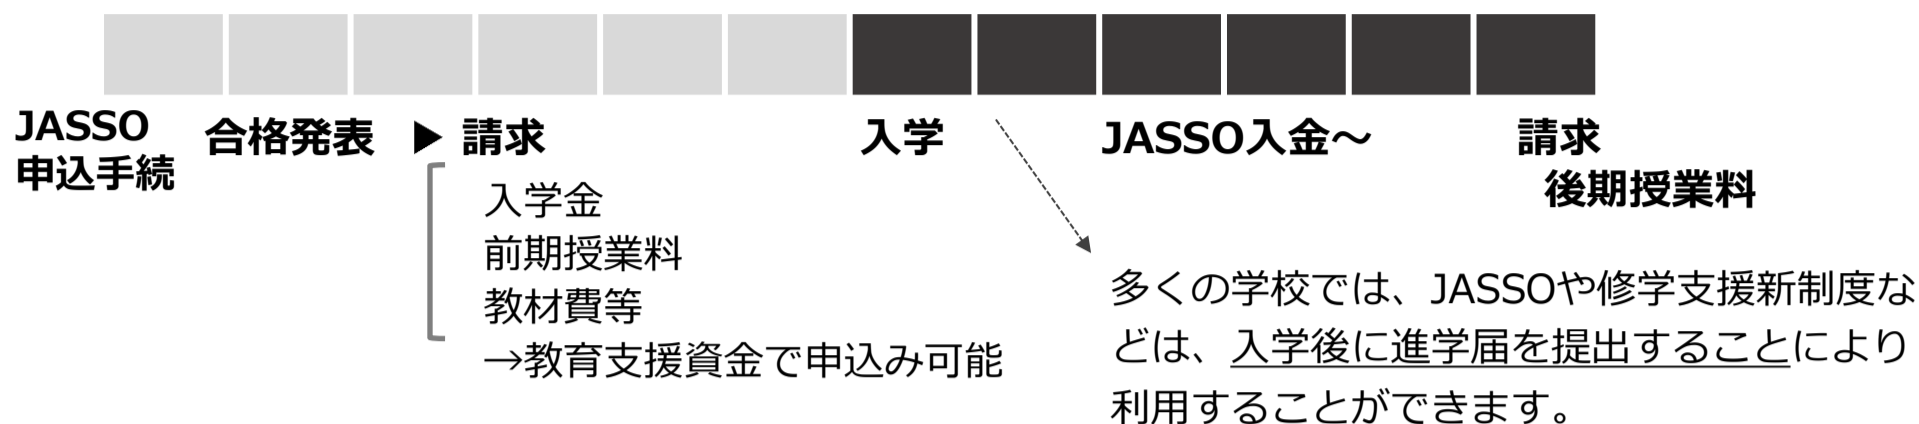 JASSO
申込手続
合格発表 ▶ 請求
入学金
前期授業料
教材費等
→教育支援資金で申込み可能
入学
JASSO入金～
請求
後期授業料
多くの学校では、JASSOや修学支援新制度な
どは、入学後に進学届を提出することにより
利用することができます。